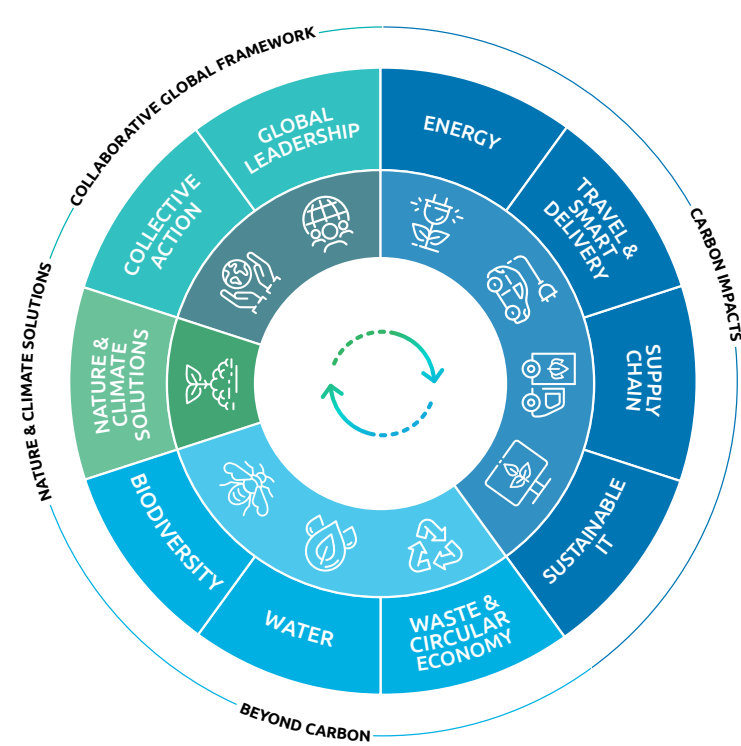 COLLABORATIVE GLOBAL FRAMEWORK
GLOBAL
LEADERSHIP
ENERGY
COLLECTIVE
ACTION
TRAVEL &
SMART
DELIVERY
CARBON IMPACTS
NATURE & CLIMATE SOLUTIONS
NATURE &
CLIMATE
SOLUTIONS
SUPPLY
CHAIN
BIODIVERSITY
SUSTAINABLE
IT
WATER
WASTE &
CIRCULAR
ECONOMY
BEYOND CARBON